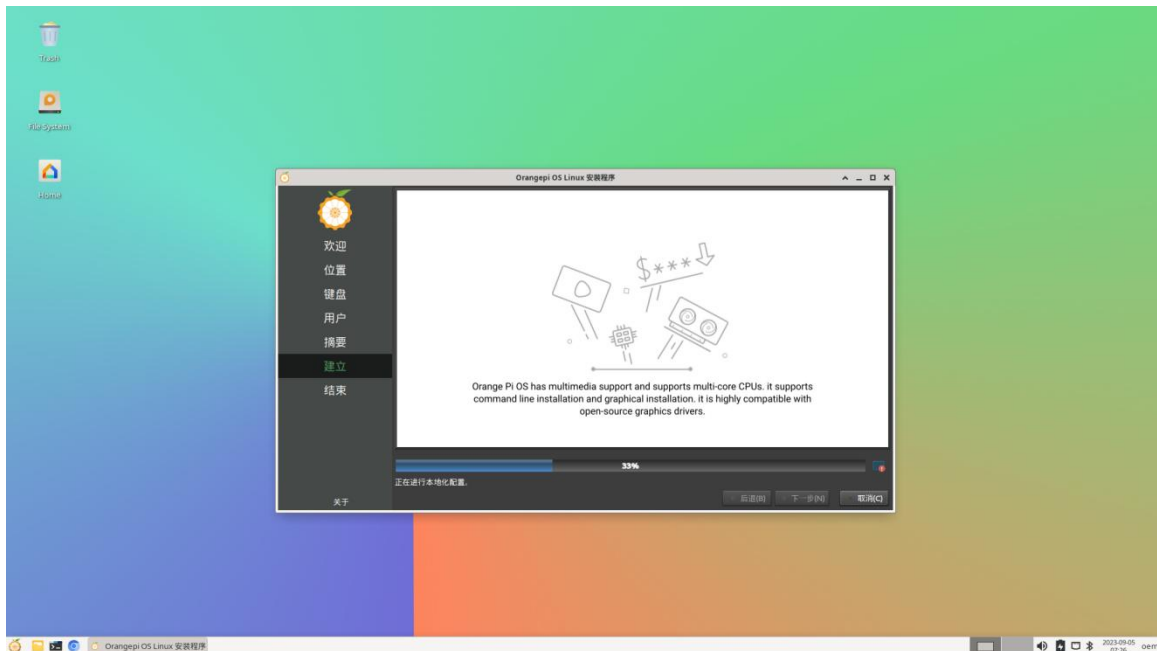 Trash
File System
Home
Orangepi OS Linux 安装程序
欢迎
位置
键盘
用户
摘要
建立
结束
关于
$***
Orange Pi OS has multimedia support and supports multi-core CPUs. it supports
command line installation and graphical installation. it is highly compatible with
open-source graphics drivers.
33%
正在进行本地化配置。
后退(B)
下一步(N)
取消(C)
Orangepi OS Linux 安装程序
2023-09-05
07:26
oem